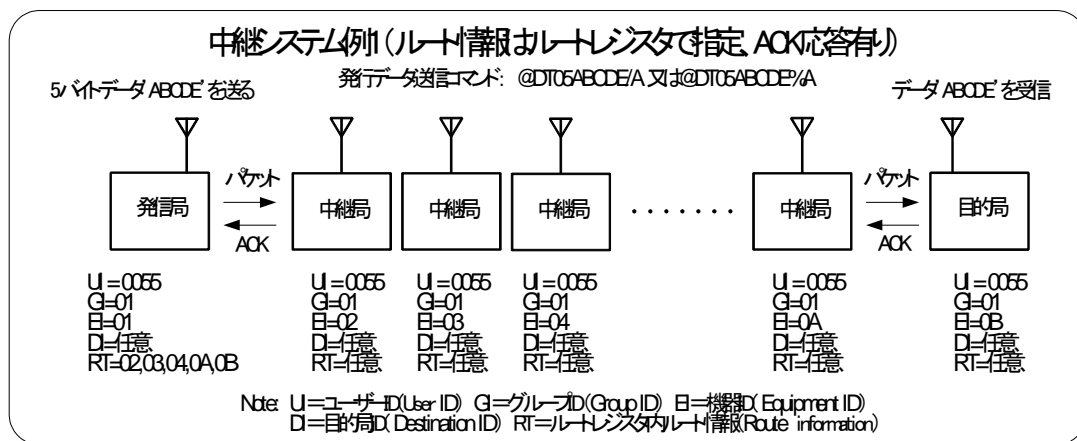 中継システム例1(ルート情報はルートレジスタで指定、ACK応答有り)
発行データ送信コマンド: @DT05ABCDE/A 又は@DT05ABCDE%A
5バイトデータ'ABCDE'を送る
データ'ABCDE'を受信
発信局 パケット ACK 中継局 中継局 中継局 ・・・・・・・ 中継局 パケット ACK 目的局
UI=0055 UI=0055 UI=0055 UI=0055 UI=0055 UI=0055
GI=01 GI=01 GI=01 GI=01 GI=01 GI=01
EI=01 EI=02 EI=03 EI=04 EI=0A EI=0B
DI=任意 DI=任意 DI=任意 DI=任意 DI=任意 DI=任意
RT=02,03,04,0A,0B RT=任意 RT=任意 RT=任意 RT=任意 RT=任意
Note: UI=ユーザーID(User ID) GI=グループID(Group ID) EI=機器ID(Equipment ID)
DI=目的局ID(Destination ID) RT=ルートレジスタ内ルート情報(Route information)